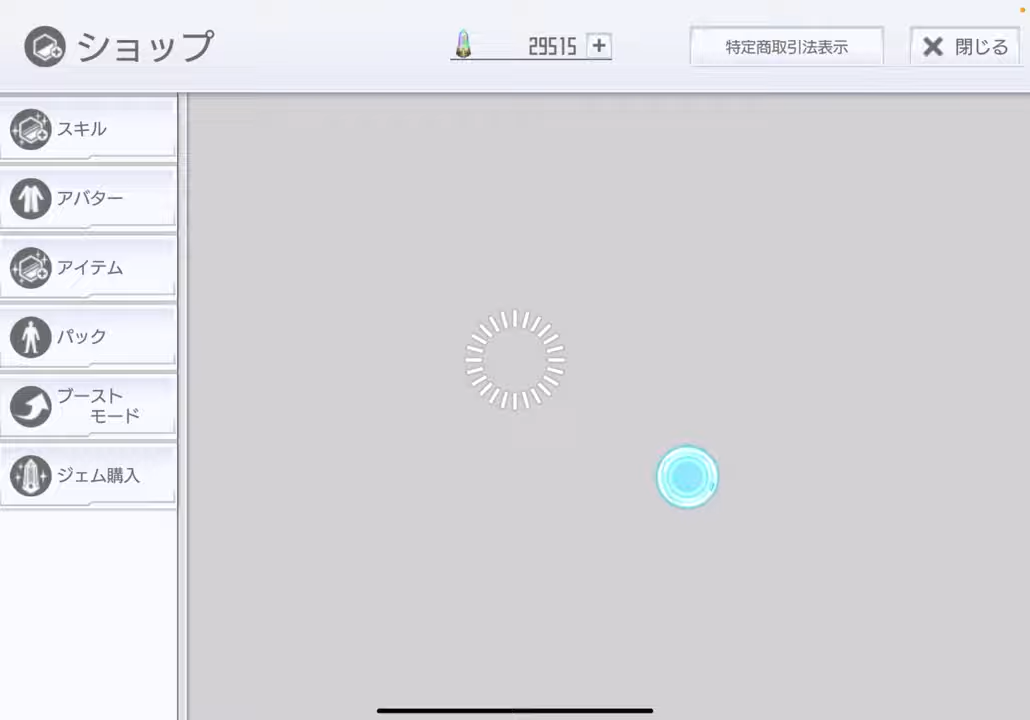 ショップ
29515
特定商取引法表示
閉じる
スキル
アバター
アイテム
パック
ブースト
モード
ジェム購入